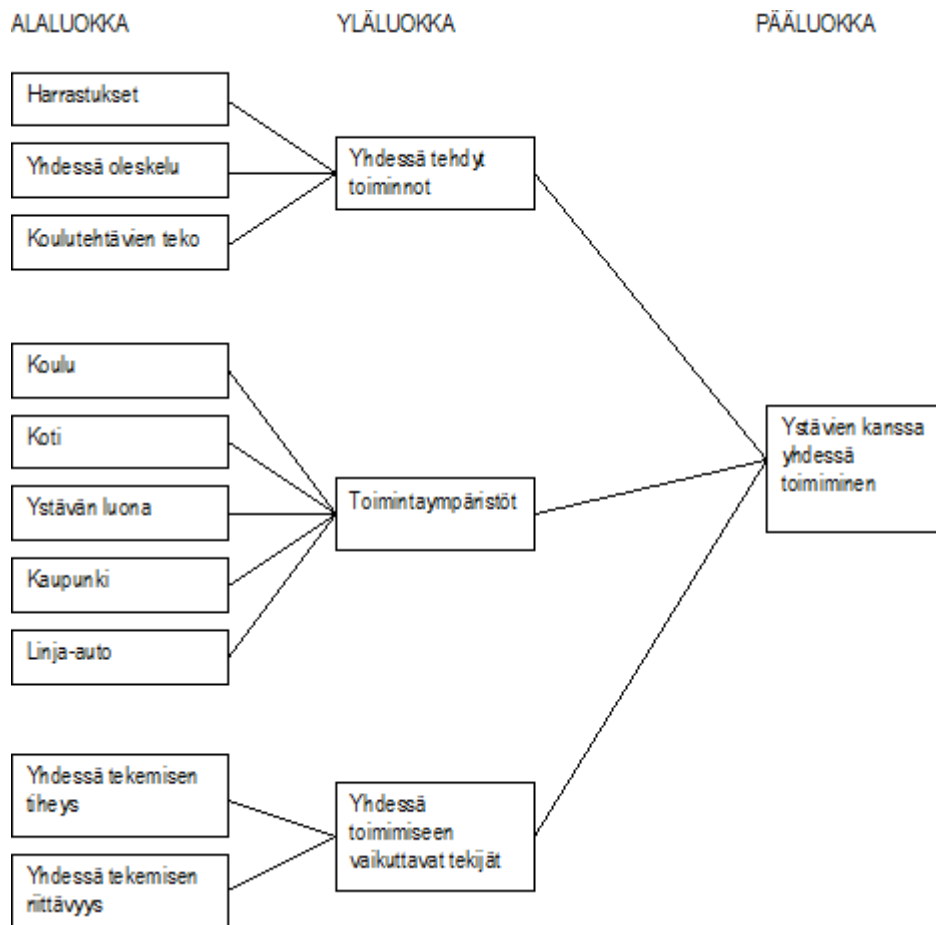 ALALUOKKA
YLÄLUOKKA
PÄÄLUOKKA
Harrastukset
Yhdessä oleskelu
Koulutehtävien teko
Yhdessä tehdyt
toiminnot
Koulu
Koti
Ystävän luona
Kaupunki
Linja-auto
Toimintaympäristöt
Ystävien kanssa
yhdessä
toimiminen
Yhdessä tekemisen
tiheys
Yhdessä tekemisen
riittävyys
Yhdessä
toimimiseen
vaikuttavat tekijät